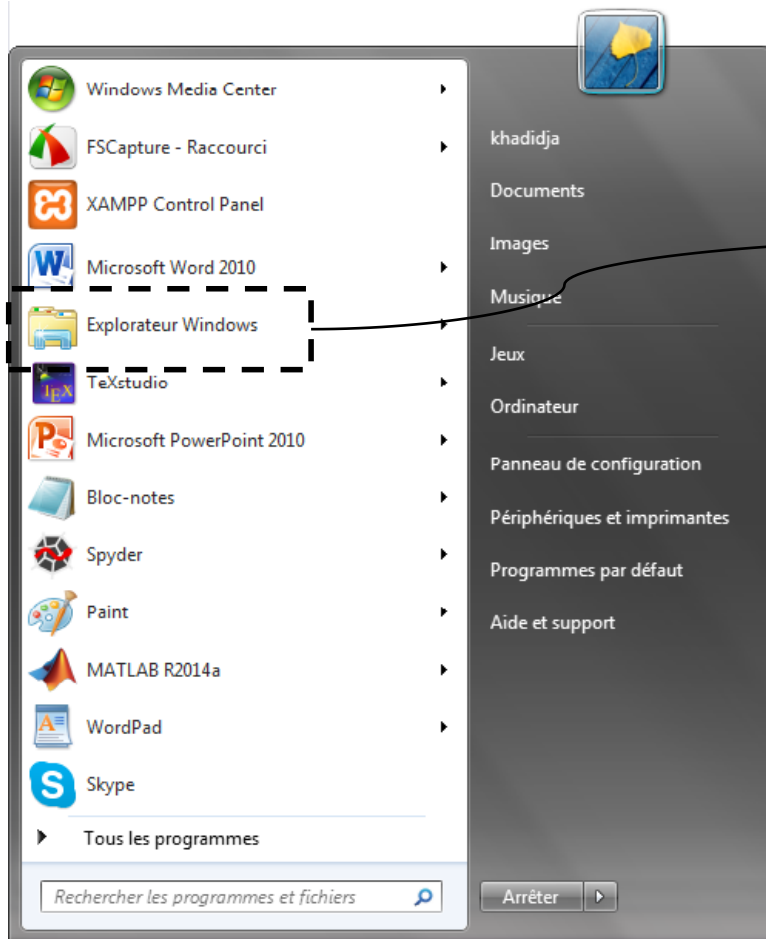 Windows Media Center
FSCapture - Raccourci
XAMPP Control Panel
Microsoft Word 2010
Explorateur Windows
TeXstudio
Microsoft PowerPoint 2010
Bloc-notes
Spyder
Paint
MATLAB R2014a
WordPad
Skype
Tous les programmes
Rechercher les programmes et fichiers
khadidja
Documents
Images
Musique
Jeux
Ordinateur
Panneau de configuration
Périphériques et imprimantes
Programmes par défaut
Aide et support
Arrêter